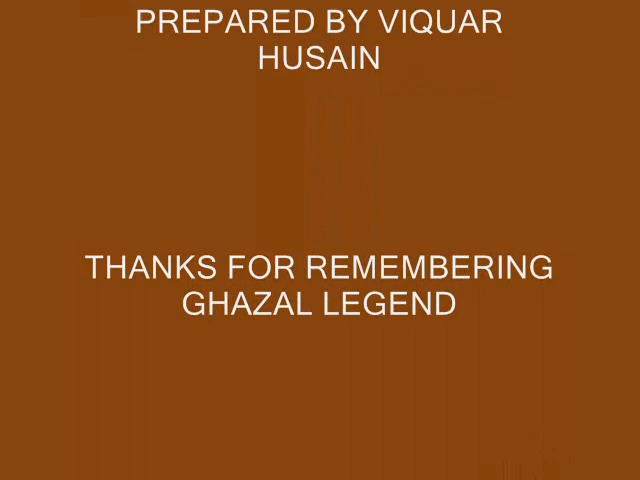 PREPARED BY VIQUAR
HUSAIN
THANKS FOR REMEMBERING
GHAZAL LEGEND